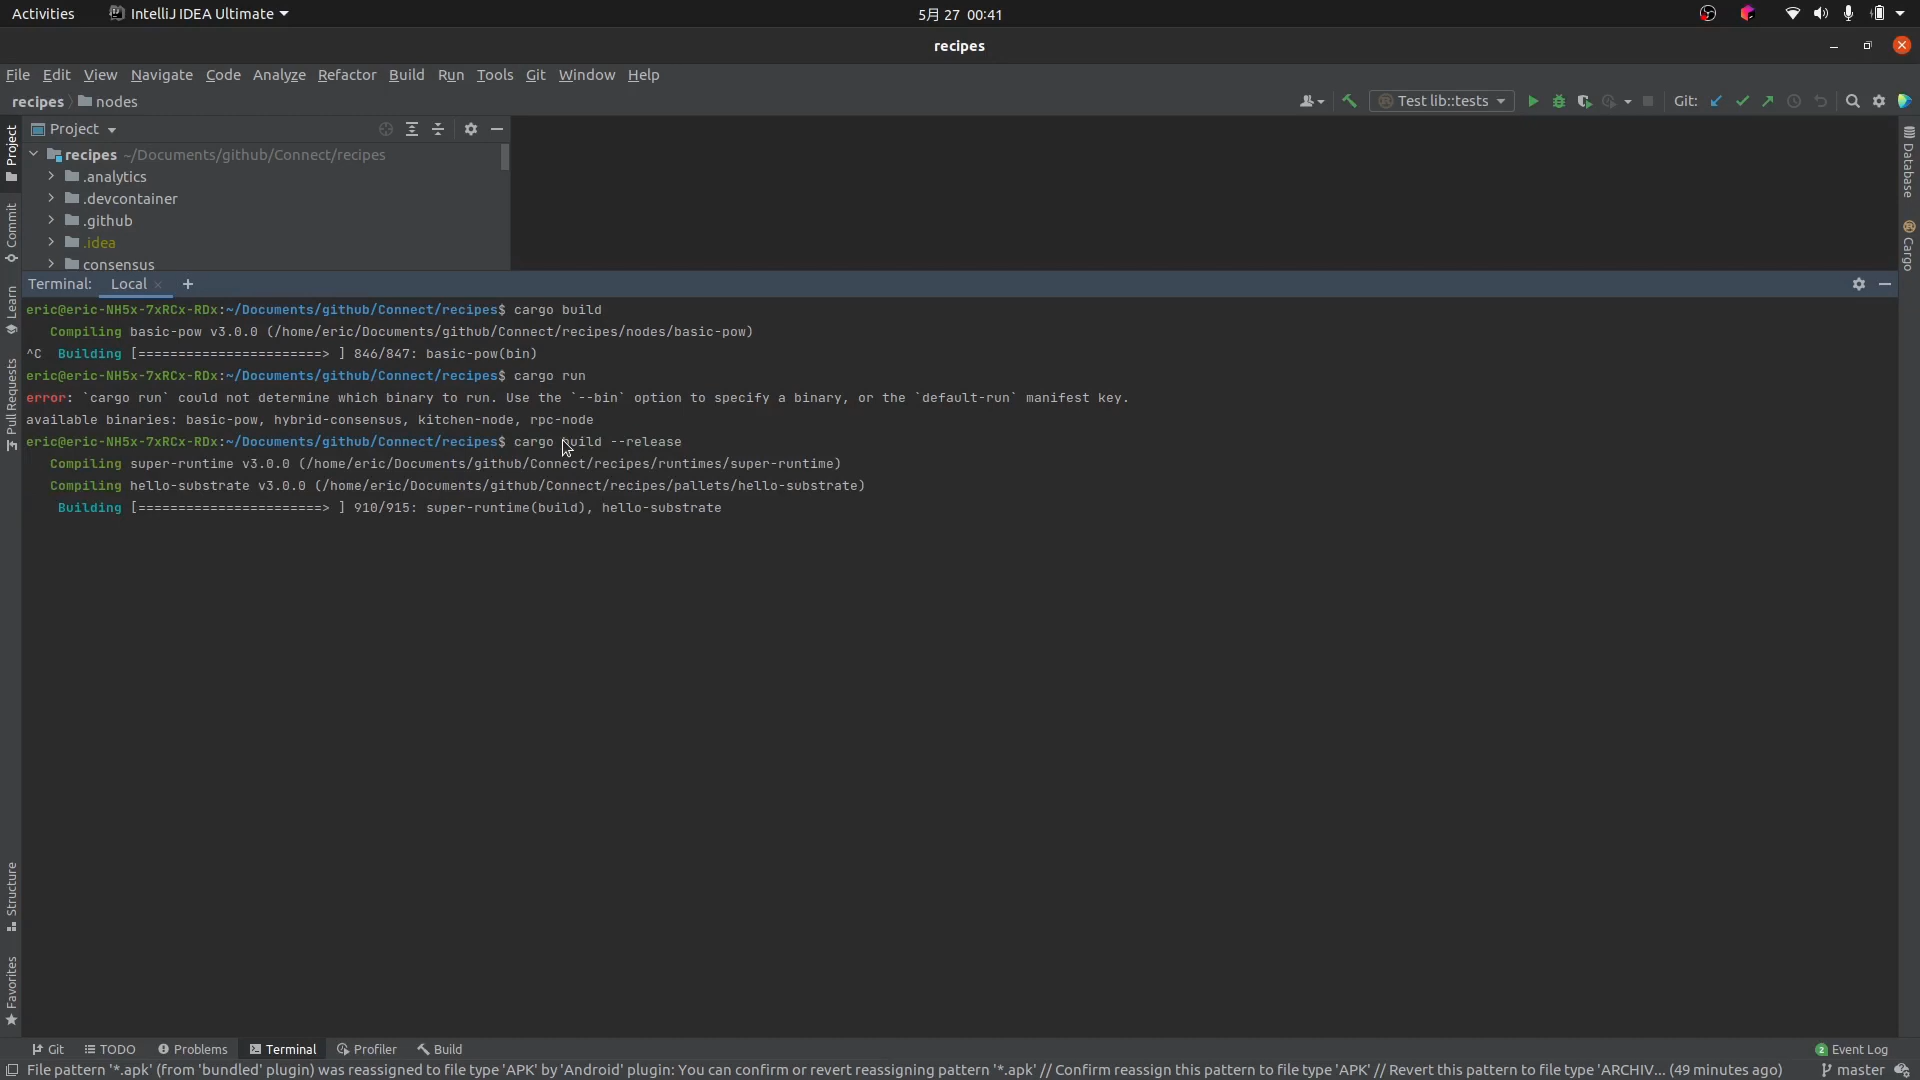 Activities IntelliJ IDEA Ultimate 5月 27 00:41
recipes
File Edit View Navigate Code Analyze Refactor Build Run Tools Git Window Help
recipes nodes Test lib::tests Git:
Project
recipes ~/Documents/github/Connect/recipes
.analytics
.devcontainer
.github
.idea
consensus
Project
Commit
Learn
Pull Requests
Structure
Favorites
Database
Cargo
Terminal: Local
eric@eric-NH5x-7xRCx-RDx:~/Documents/github/Connect/recipes$ cargo build
Compiling basic-pow v3.0.0 (/home/eric/Documents/github/Connect/recipes/nodes/basic-pow)
^C Building [=======================> ] 846/847: basic-pow(bin)
eric@eric-NH5x-7xRCx-RDx:~/Documents/github/Connect/recipes$ cargo run
error: `cargo run` could not determine which binary to run. Use the `--bin` option to specify a binary, or the `default-run` manifest key.
available binaries: basic-pow, hybrid-consensus, kitchen-node, rpc-node
eric@eric-NH5x-7xRCx-RDx:~/Documents/github/Connect/recipes$ cargo build --release
Compiling super-runtime v3.0.0 (/home/eric/Documents/github/Connect/recipes/runtimes/super-runtime)
Compiling hello-substrate v3.0.0 (/home/eric/Documents/github/Connect/recipes/pallets/hello-substrate)
Building [=======================> ] 910/915: super-runtime(build), hello-substrate
Git TODO Problems Terminal Profiler Build 2 Event Log
File pattern '*.apk' (from 'bundled' plugin) was reassigned to file type 'APK' by 'Android' plugin: You can confirm or revert reassigning pattern '*.apk' // Confirm reassign this pattern to file type 'APK' // Revert this pattern to file type 'ARCHIV... (49 minutes ago) master